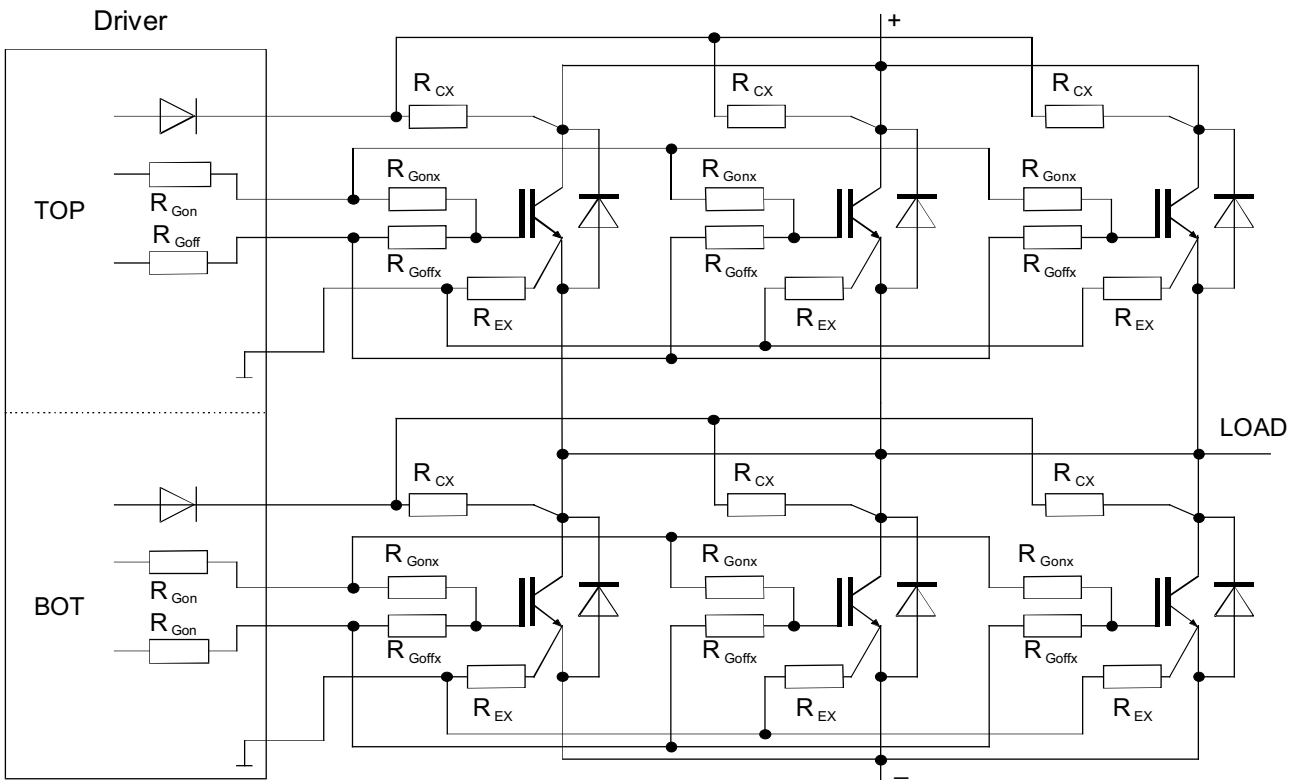 Driver
+
R CX R CX R CX
R Gonx R Gonx R Gonx
TOP
R Gon
R Goff
R Goffx R Goffx R Goffx
R EX R EX R EX
LOAD
R CX R CX R CX
R Gonx R Gonx R Gonx
BOT
R Gon
R Gon
R Goffx R Goffx R Goffx
R EX R EX R EX
–